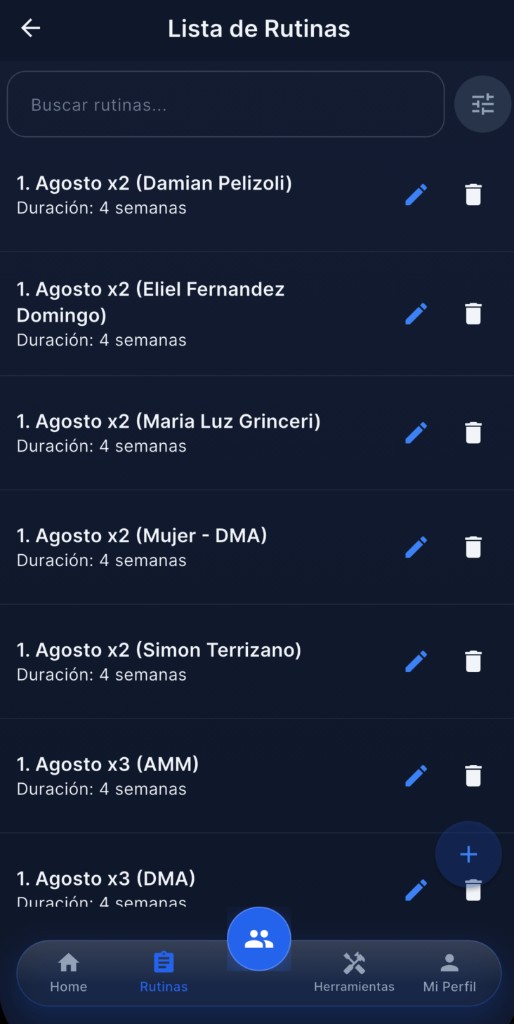 Lista de Rutinas
Buscar rutinas...
1. Agosto x2 (Damian Pelizoli)
Duración: 4 semanas
1. Agosto x2 (Eliel Fernandez
Domingo)
Duración: 4 semanas
1. Agosto x2 (Maria Luz Grinceri)
Duración: 4 semanas
1. Agosto x2 (Mujer - DMA)
Duración: 4 semanas
1. Agosto x2 (Simon Terrizano)
Duración: 4 semanas
1. Agosto x3 (AMM)
Duración: 4 semanas
1. Agosto x3 (DMA)
Duración: 4 semanas
Home
Rutinas
Herramientas
Mi Perfil